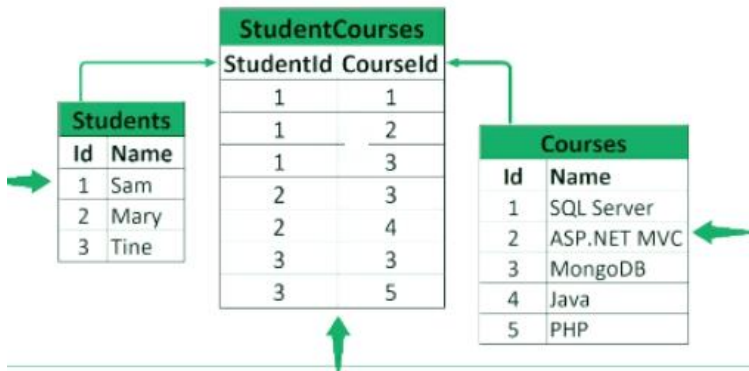 StudentCourses
StudentId CourseId
1 1
1 2
1 3
2 3
2 4
3 3
3 5
Students
Id Name
1 Sam
2 Mary
3 Tine
Courses
Id Name
1 SQL Server
2 ASP.NET MVC
3 MongoDB
4 Java
5 PHP